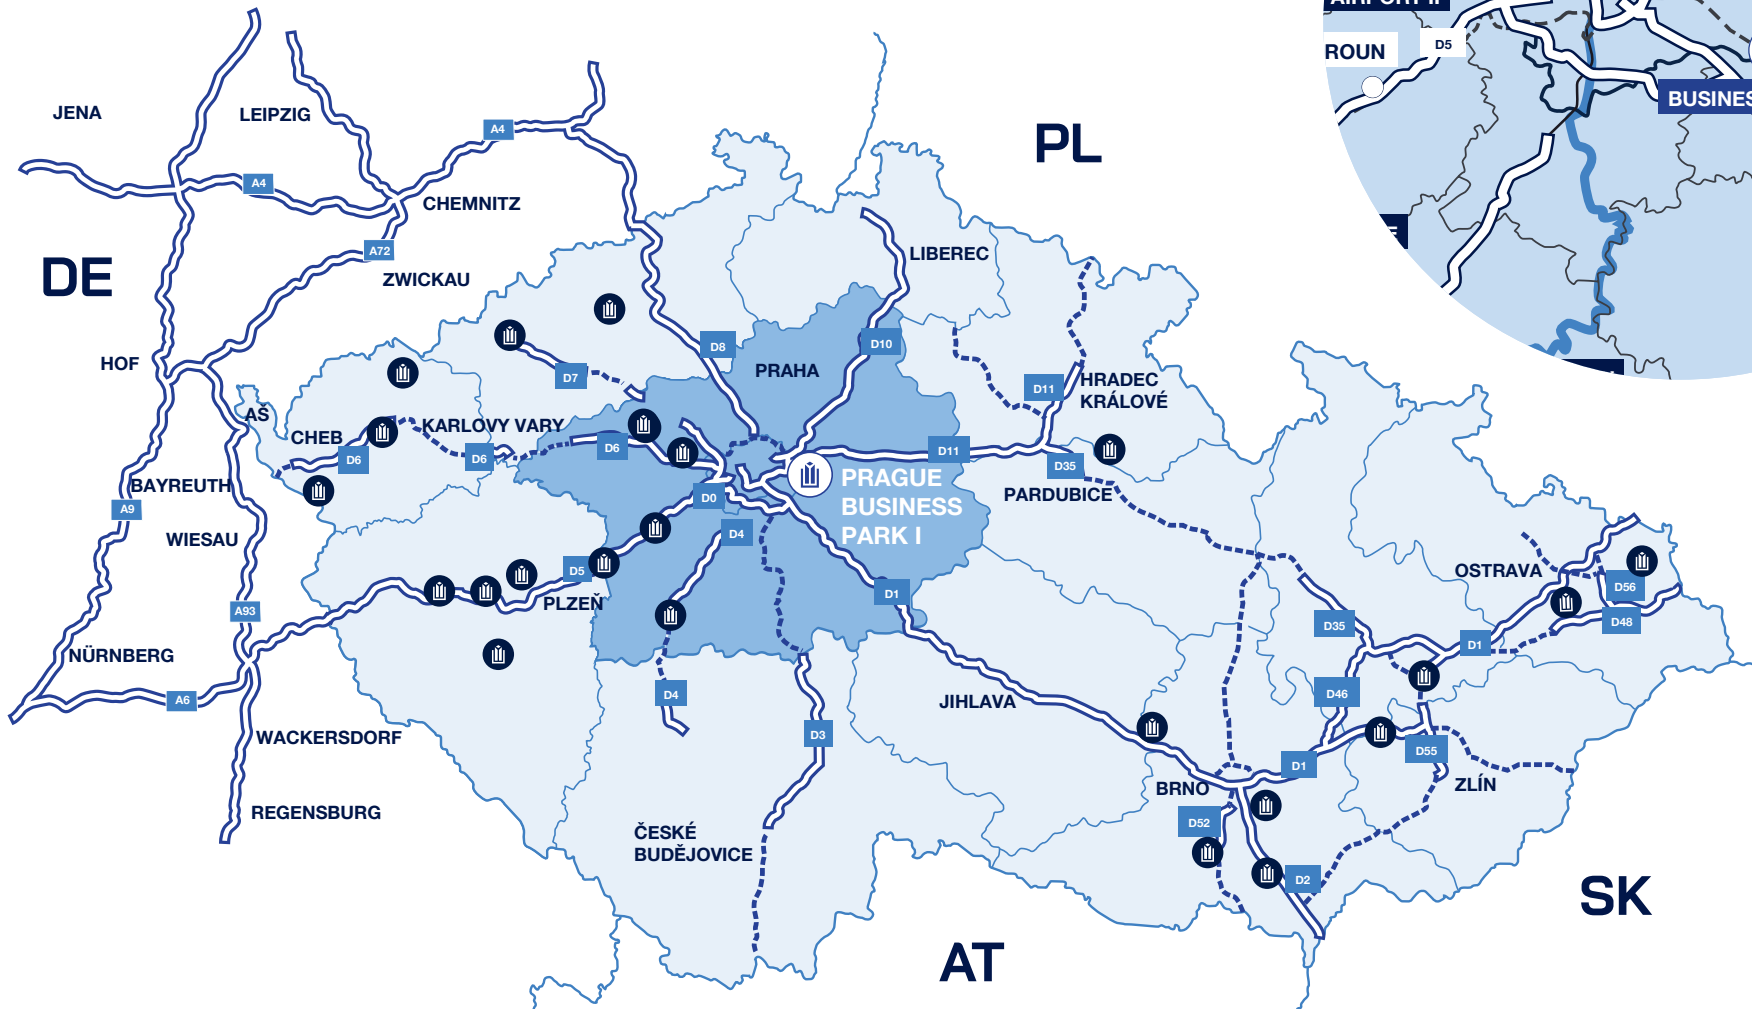 AIRPORT II
D5
ROUN
BUSINES
E
PL
DE
AT
SK
JENA
LEIPZIG
A4
A4
CHEMNITZ
A72
ZWICKAU
HOF
LIBEREC
D8
PRAHA
D10
D7
D11
HRADEC
KRÁLOVÉ
AŠ
CHEB
KARLOVY VARY
D6
D6
D6
D11
D35
PARDUBICE
BAYREUTH
A9
WIESAU
D0
D4
PRAGUE
BUSINESS
PARK I
D5
PLZEŇ
D1
A93
OSTRAVA
D56
D48
D35
D1
NÜRNBERG
A6
D4
D3
JIHLAVA
D46
D55
ZLÍN
WACKERSDORF
REGENSBURG
D1
BRNO
D52
D2
ČESKÉ
BUDĚJOVICE